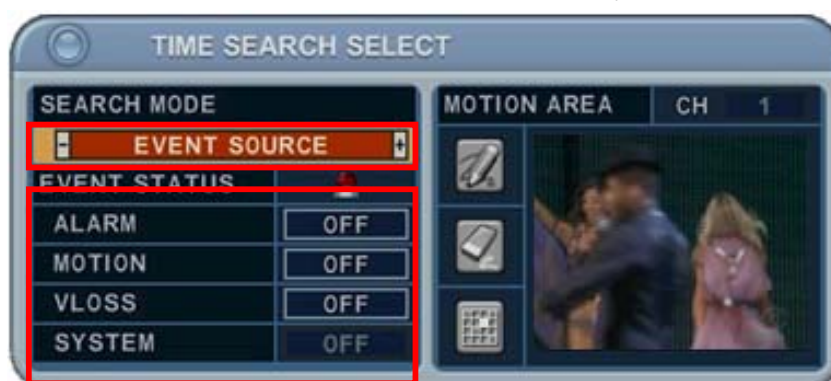 TIME SEARCH SELECT
SEARCH MODE
- EVENT SOURCE +
EVENT STATUS
ALARM OFF
MOTION OFF
VLOSS OFF
SYSTEM OFF
MOTION AREA CH 1